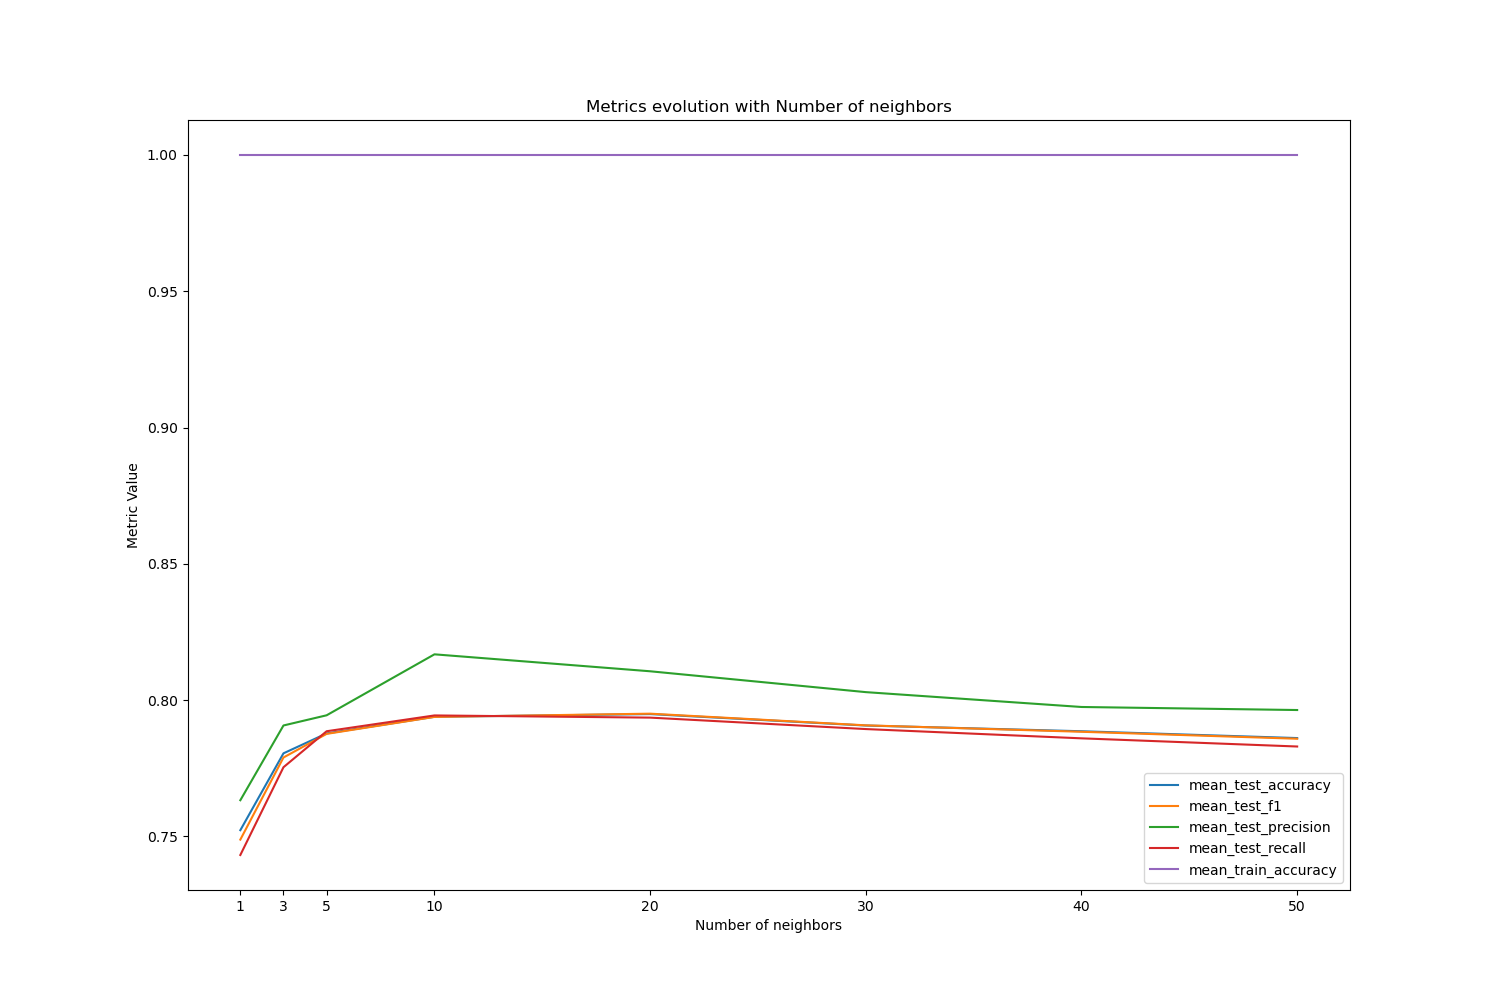 Metrics evolution with Number of neighbors
1.00
0.95
0.90
0.85
0.80
0.75
Metric Value
mean_test_accuracy
mean_test_f1
mean_test_precision
mean_test_recall
mean_train_accuracy
1 3 5 10 20 30 40 50
Number of neighbors